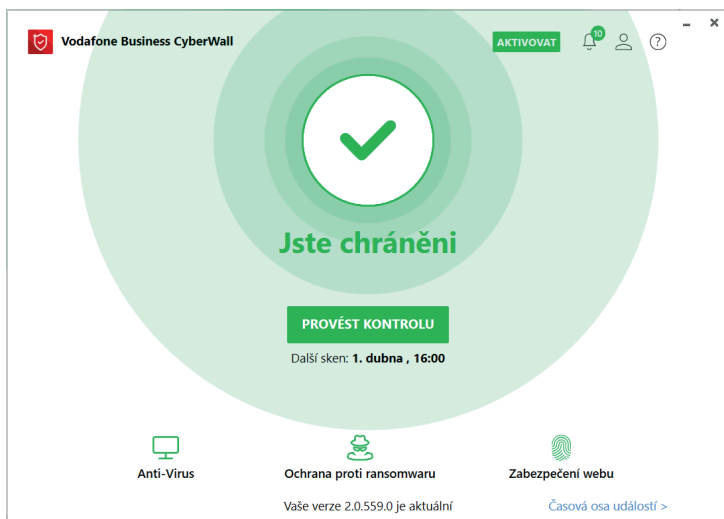 Vodafone Business CyberWall
AKTIVOVAT
10
?
Jste chráněni
PROVÉST KONTROLU
Další sken: 1. dubna , 16:00
Anti-Virus
Ochrana proti ransomwaru
Zabezpečení webu
Vaše verze 2.0.559.0 je aktuální
Časová osa událostí >